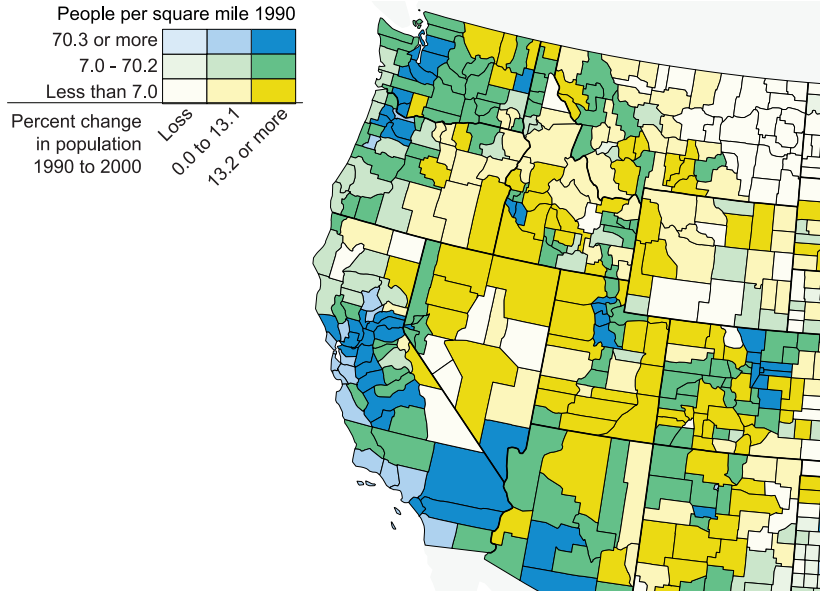 People per square mile 1990
70.3 or more
7.0 - 70.2
Less than 7.0
Percent change
in population
1990 to 2000
Loss
0.0 to 13.1
13.2 or more